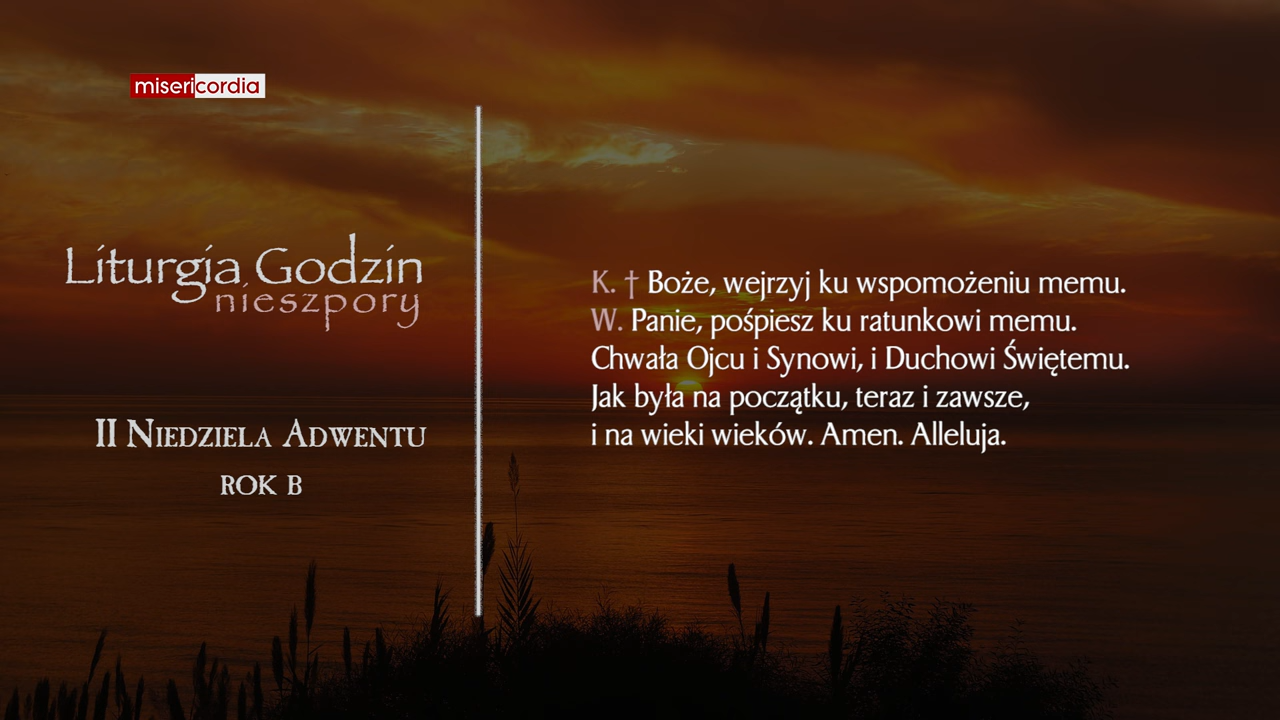 misericordia
Liturgia Godzin
nieszpory
II Niedziela Adwentu
ROK B
K. † Boże, wejrzyj ku wspomożeniu memu.
W. Panie, pośpiesz ku ratunkowi memu.
Chwała Ojcu i Synowi, i Duchowi Świętemu.
Jak była na początku, teraz i zawsze,
i na wieki wieków. Amen. Alleluja.